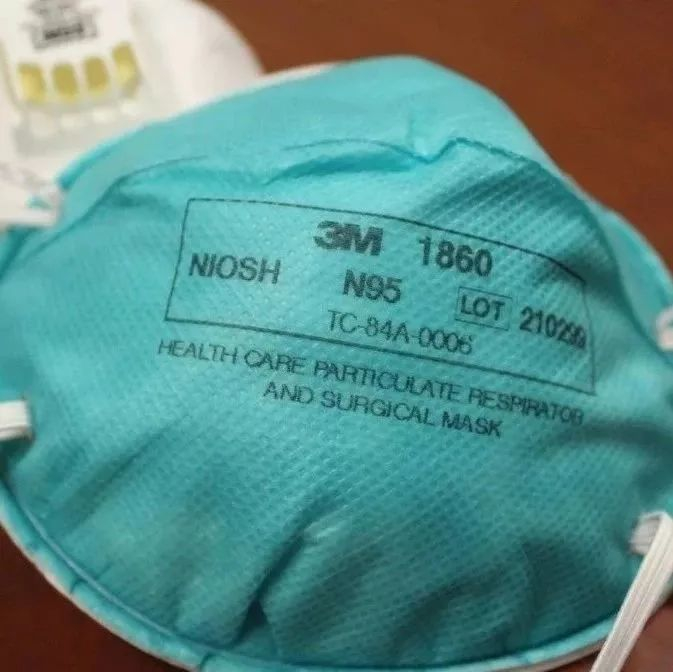 3M 1860
NIOSH N95 LOT 210299
TC-84A-0006
HEALTH CARE PARTICULATE RESPIRATOR
AND SURGICAL MASK